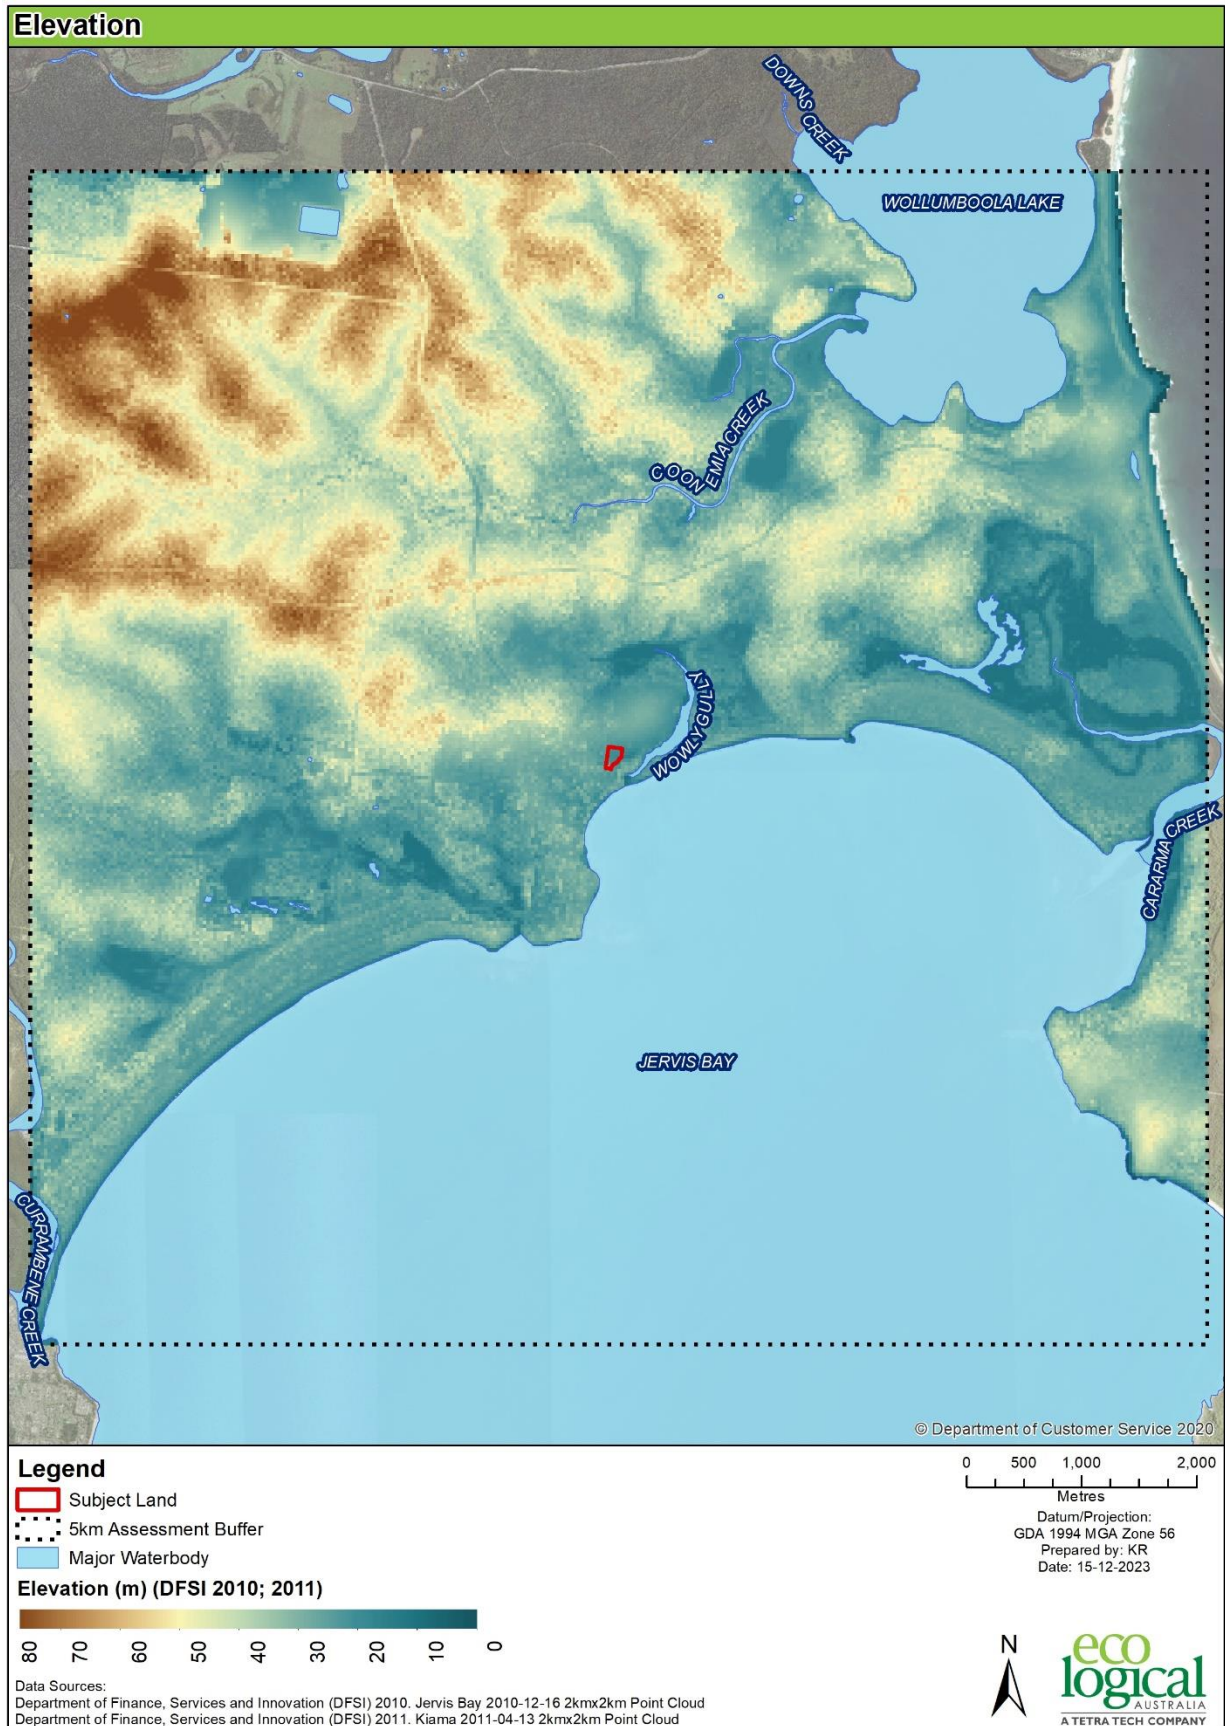 Elevation
DOWNS CREEK
WOLLUMBOOLA LAKE
COON EMIA CREEK
WOWLY GULLY
CARARMA CREEK
JERVIS BAY
CURRAMBENE CREEK
© Department of Customer Service 2020
Legend
Subject Land
5km Assessment Buffer
Major Waterbody
Elevation (m) (DFSI 2010; 2011)
80 70 60 50 40 30 20 10 0
Data Sources:
Department of Finance, Services and Innovation (DFSI) 2010. Jervis Bay 2010-12-16 2kmx2km Point Cloud
Department of Finance, Services and Innovation (DFSI) 2011. Kiama 2011-04-13 2kmx2km Point Cloud
0 500 1,000 2,000
Metres
Datum/Projection:
GDA 1994 MGA Zone 56
Prepared by: KR
Date: 15-12-2023
N
eco
logical
AUSTRALIA
A TETRA TECH COMPANY